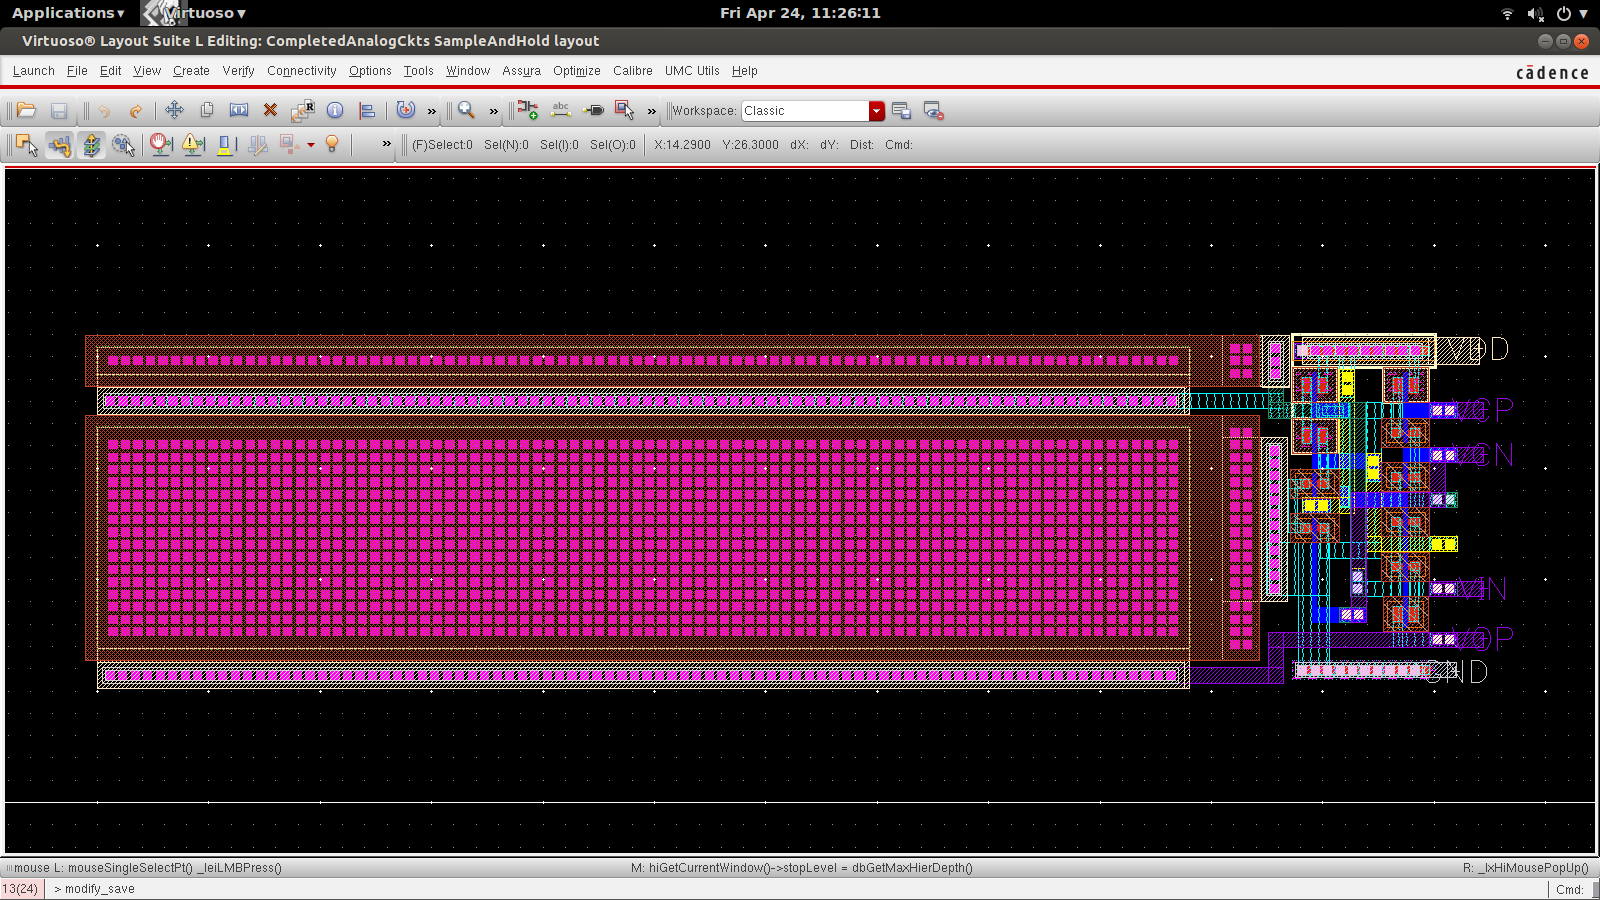 Applications Virtuoso Fri Apr 24, 11:26:11
Virtuoso® Layout Suite L Editing: CompletedAnalogCkts SampleAndHold layout
Launch File Edit View Create Verify Connectivity Options Tools Window Assura Optimize Calibre UMC Utils Help cādence
R abc Workspace: Classic
(F)Select:0 Sel(N):0 Sel(I):0 Sel(O):0 X:14.2900 Y:26.3000 dX: dY: Dist: Cmd:
VDD
VCP
VCN
VIN
VOP
GND
mouse L: mouseSingleSelectPt() _leiLMBPress() M: hiGetCurrentWindow()->stopLevel = dbGetMaxHierDepth() R: _lxHiMousePopUp()
13(24) > modify_save Cmd: